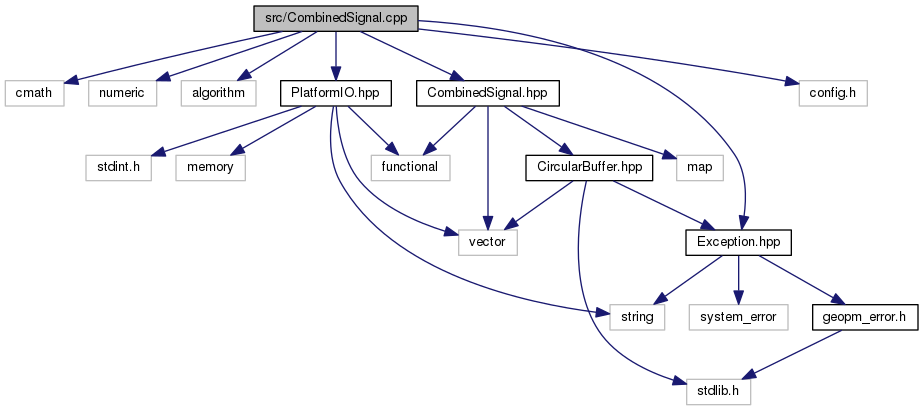 src/CombinedSignal.cpp
cmath
numeric
algorithm
PlatformIO.hpp
CombinedSignal.hpp
config.h
stdint.h
memory
functional
CircularBuffer.hpp
map
vector
Exception.hpp
string
system_error
geopm_error.h
stdlib.h